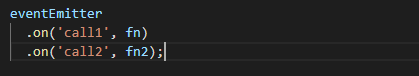 eventEmitter
  .on('call1', fn)
  .on('call2', fn2);